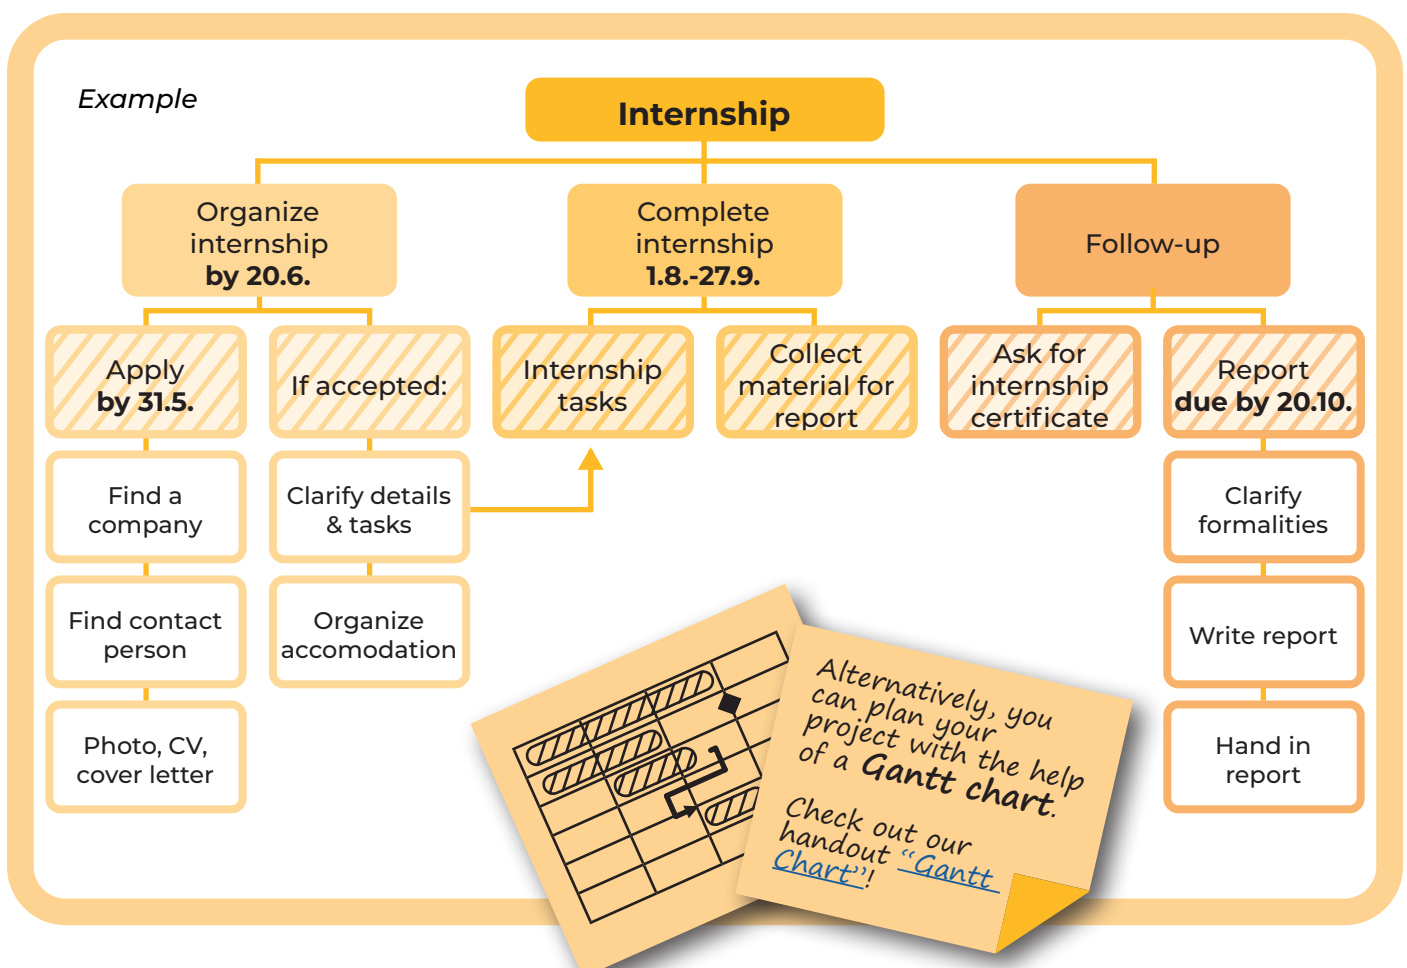 Example
Internship
Organize
internship
by 20.6.
Complete
internship
1.8.-27.9.
Follow-up
Apply
by 31.5.
If accepted:
Internship
tasks
Collect
material for
report
Ask for
internship
certificate
Report
due by 20.10.
Find a
company
Clarify details
& tasks
Clarify
formalities
Find contact
person
Organize
accomodation
Write report
Photo, CV,
cover letter
Hand in
report
Alternatively, you
can plan your
project with the help
of a Gantt chart.
Check out our
handout “Gantt
Chart”!